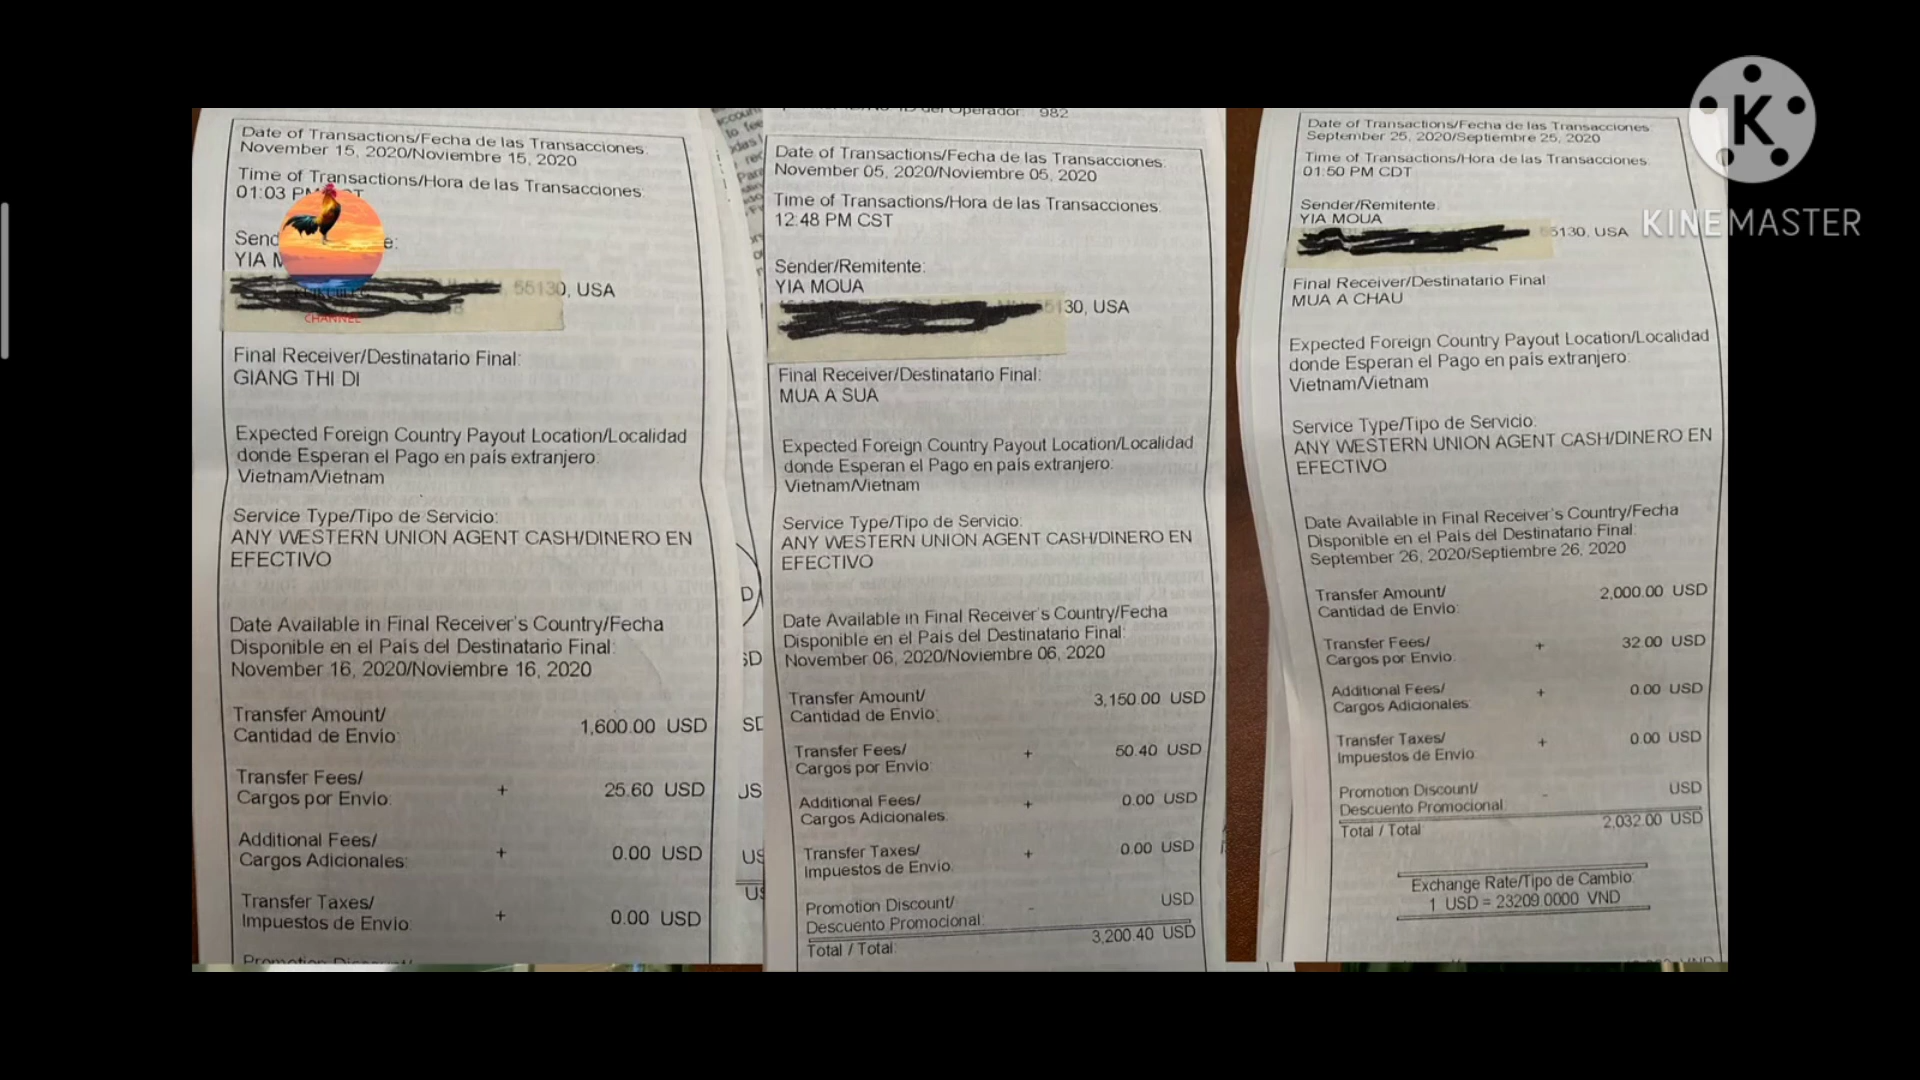 Date of Transactions/Fecha de las Transacciones:
November 15, 2020/Noviembre 15, 2020
Time of Transactions/Hora de las Transacciones:
01:03
YIA
55130, USA
CHANNEL
Final Receiver/Destinatario Final:
GIANG THI DI
Expected Foreign Country Payout Location/Localidad
donde Esperan el Pago en país extranjero:
Vietnam/Vietnam
Service Type/Tipo de Servicio:
ANY WESTERN UNION AGENT CASH/DINERO EN
EFECTIVO
Date Available in Final Receiver's Country/Fecha
Disponible en el País del Destinatario Final:
November 16, 2020/Noviembre 16, 2020
Transfer Amount/
Cantidad de Envío: 1,600.00 USD
Transfer Fees/
Cargos por Envío: + 25.60 USD
Additional Fees/
Cargos Adicionales: + 0.00 USD
Transfer Taxes/
Impuestos de Envío: + 0.00 USD
del Operador: 982
Date of Transactions/Fecha de las Transacciones:
November 05, 2020/Noviembre 05, 2020
Time of Transactions/Hora de las Transacciones:
12:48 PM CST
Sender/Remitente:
YIA MOUA
130, USA
Final Receiver/Destinatario Final:
MUA A SUA
Expected Foreign Country Payout Location/Localidad
donde Esperan el Pago en país extranjero:
Vietnam/Vietnam
Service Type/Tipo de Servicio:
ANY WESTERN UNION AGENT CASH/DINERO EN
EFECTIVO
Date Available in Final Receiver's Country/Fecha
Disponible en el País del Destinatario Final:
November 06, 2020/Noviembre 06, 2020
Transfer Amount/
Cantidad de Envío: 3,150.00 USD
Transfer Fees/
Cargos por Envío: + 50.40 USD
Additional Fees/
Cargos Adicionales: + 0.00 USD
Transfer Taxes/
Impuestos de Envío: + 0.00 USD
Promotion Discount/
Descuento Promocional: - USD
Total / Total: 3,200.40 USD
Date of Transactions/Fecha de las Transacciones:
September 25, 2020/Septiembre 25, 2020
Time of Transactions/Hora de las Transacciones:
01:50 PM CDT
Sender/Remitente:
YIA MOUA
5130, USA
Final Receiver/Destinatario Final:
MUA A CHAU
Expected Foreign Country Payout Location/Localidad
donde Esperan el Pago en país extranjero:
Vietnam/Vietnam
Service Type/Tipo de Servicio:
ANY WESTERN UNION AGENT CASH/DINERO EN
EFECTIVO
Date Available in Final Receiver's Country/Fecha
Disponible en el País del Destinatario Final:
September 26, 2020/Septiembre 26, 2020
Transfer Amount/
Cantidad de Envío: 2,000.00 USD
Transfer Fees/
Cargos por Envío: + 32.00 USD
Additional Fees/
Cargos Adicionales: + 0.00 USD
Transfer Taxes/
Impuestos de Envío: + 0.00 USD
Promotion Discount/
Descuento Promocional: - USD
Total / Total 2,032.00 USD
Exchange Rate/Tipo de Cambio:
1 USD = 23209.0000 VND
K
KINEMASTER